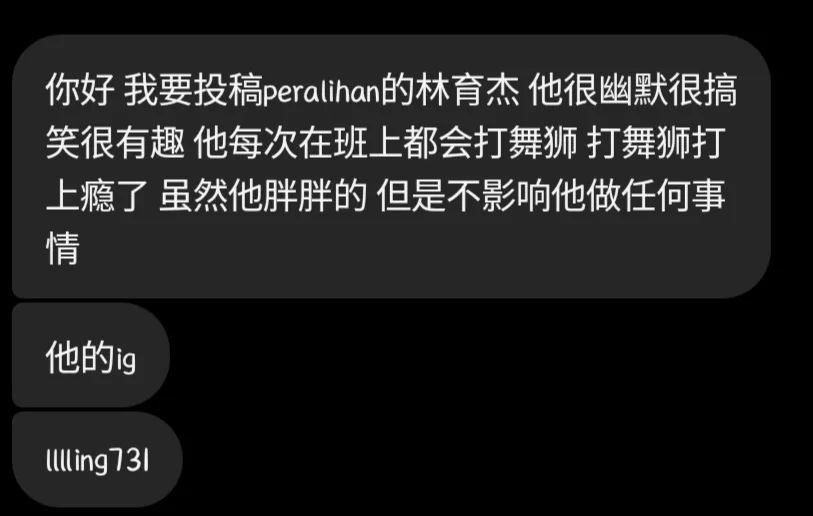 你好 我要投稿peralihan的林育杰 他很幽默很搞
笑很有趣 他每次在班上都会打舞狮 打舞狮打
上瘾了 虽然他胖胖的 但是不影响他做任何事
情
他的ig
lllling731